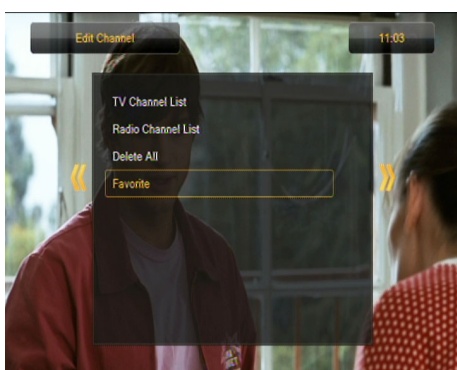 Edit Channel
11:03
TV Channel List
Radio Channel List
Delete All
Favorite